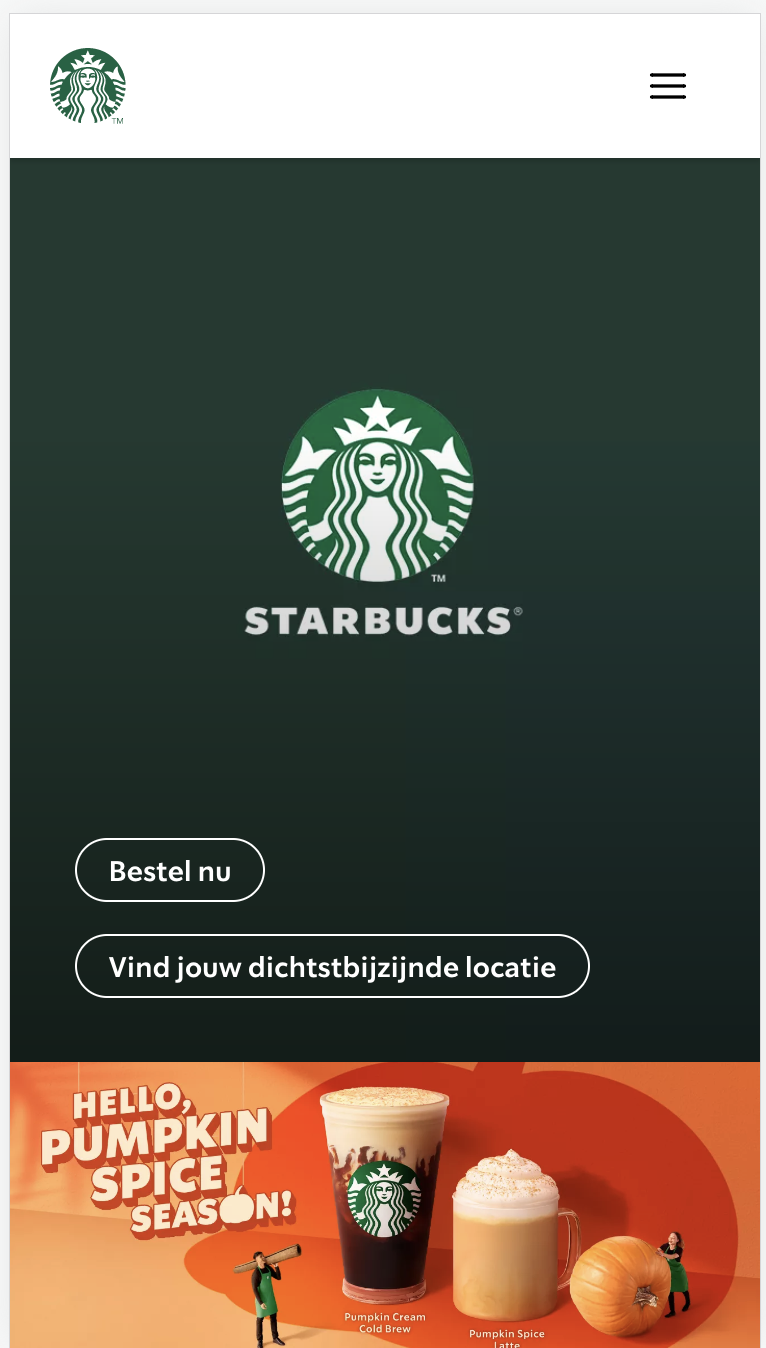 TM
TM
STARBUCKS®
Bestel nu
Vind jouw dichtstbijzijnde locatie
HELLO,
PUMPKIN
SPICE
SEASON!
Pumpkin Cream
Cold Brew
Pumpkin Spice
Latte